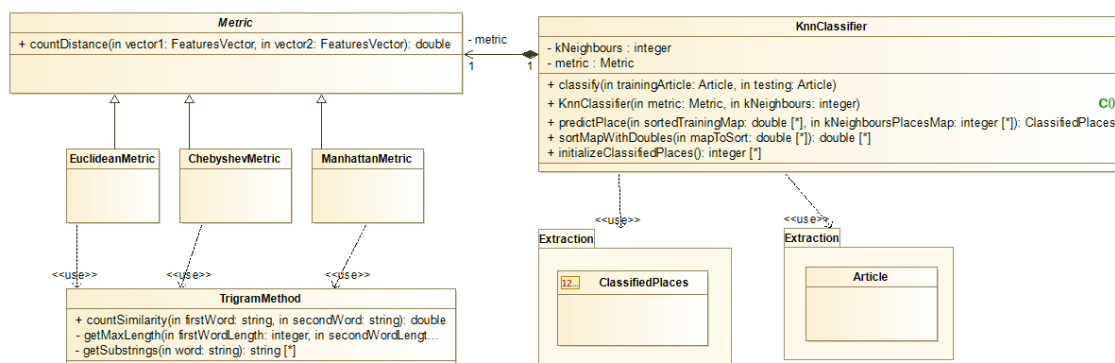 Metric
+ countDistance(in vector1: FeaturesVector, in vector2: FeaturesVector): double
- metric
1
1
KnnClassifier
- kNeighbours : integer
- metric : Metric
+ classify(in trainingArticle: Article, in testing: Article)
+ KnnClassifier(in metric: Metric, in kNeighbours: integer)
C()
+ predictPlace(in sortedTrainingMap: double [*], in kNeighboursPlacesMap: integer [*]): ClassifiedPlaces
+ sortMapWithDoubles(in mapToSort: double [*]): double [*]
+ initializeClassifiedPlaces(): integer [*]
EuclideanMetric
ChebyshevMetric
ManhattanMetric
<<use>>
<<use>>
<<use>>
<<use>>
<<use>>
TrigramMethod
+ countSimilarity(in firstWord: string, in secondWord: string): double
- getMaxLength(in firstWordLength: integer, in secondWordLengt...
- getSubstrings(in word: string): string [*]
Extraction
12...
ClassifiedPlaces
Extraction
Article